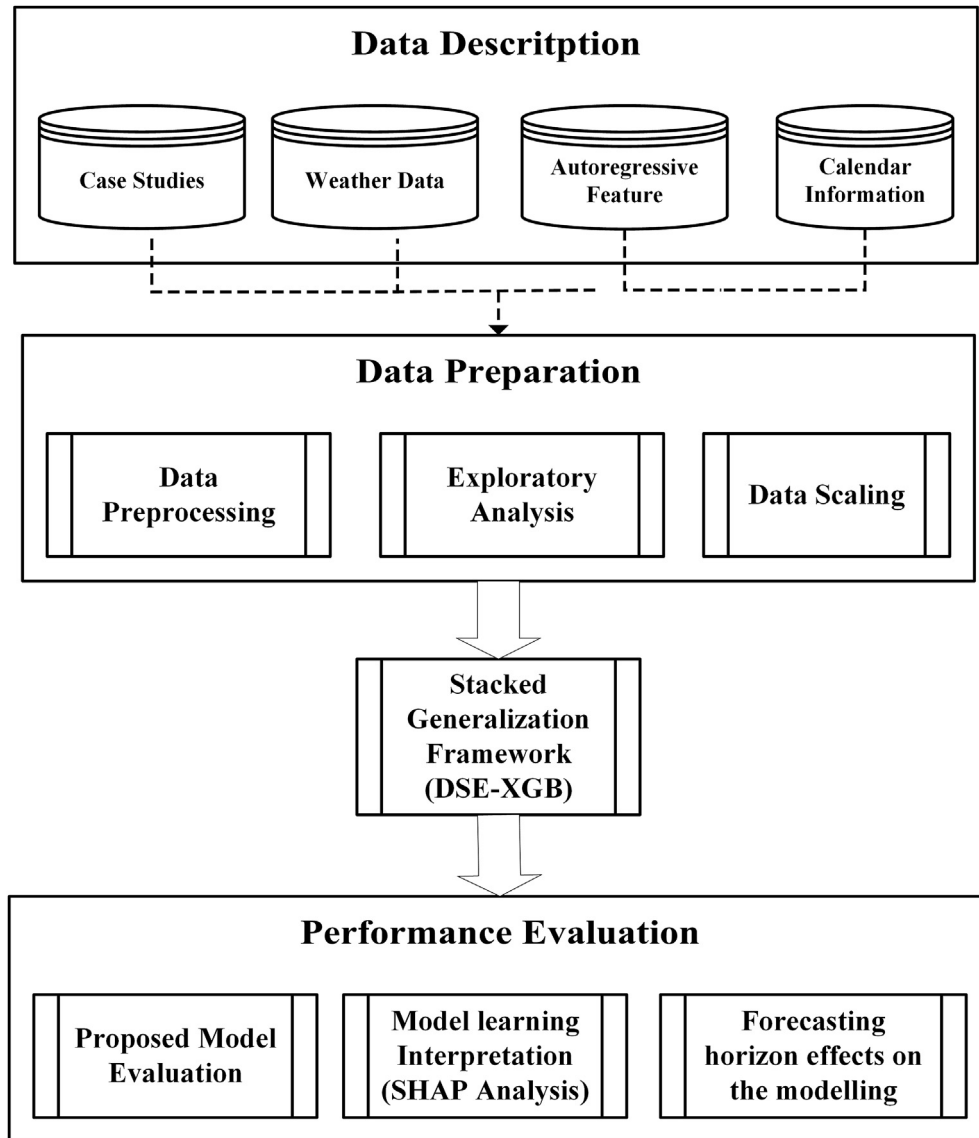 Data Descritption
Case Studies
Weather Data
Autoregressive
Feature
Calendar
Information
Data Preparation
Data
Preprocessing
Exploratory
Analysis
Data Scaling
Stacked
Generalization
Framework
(DSE-XGB)
Performance Evaluation
Proposed Model
Evaluation
Model learning
Interpretation
(SHAP Analysis)
Forecasting
horizon effects on
the modelling